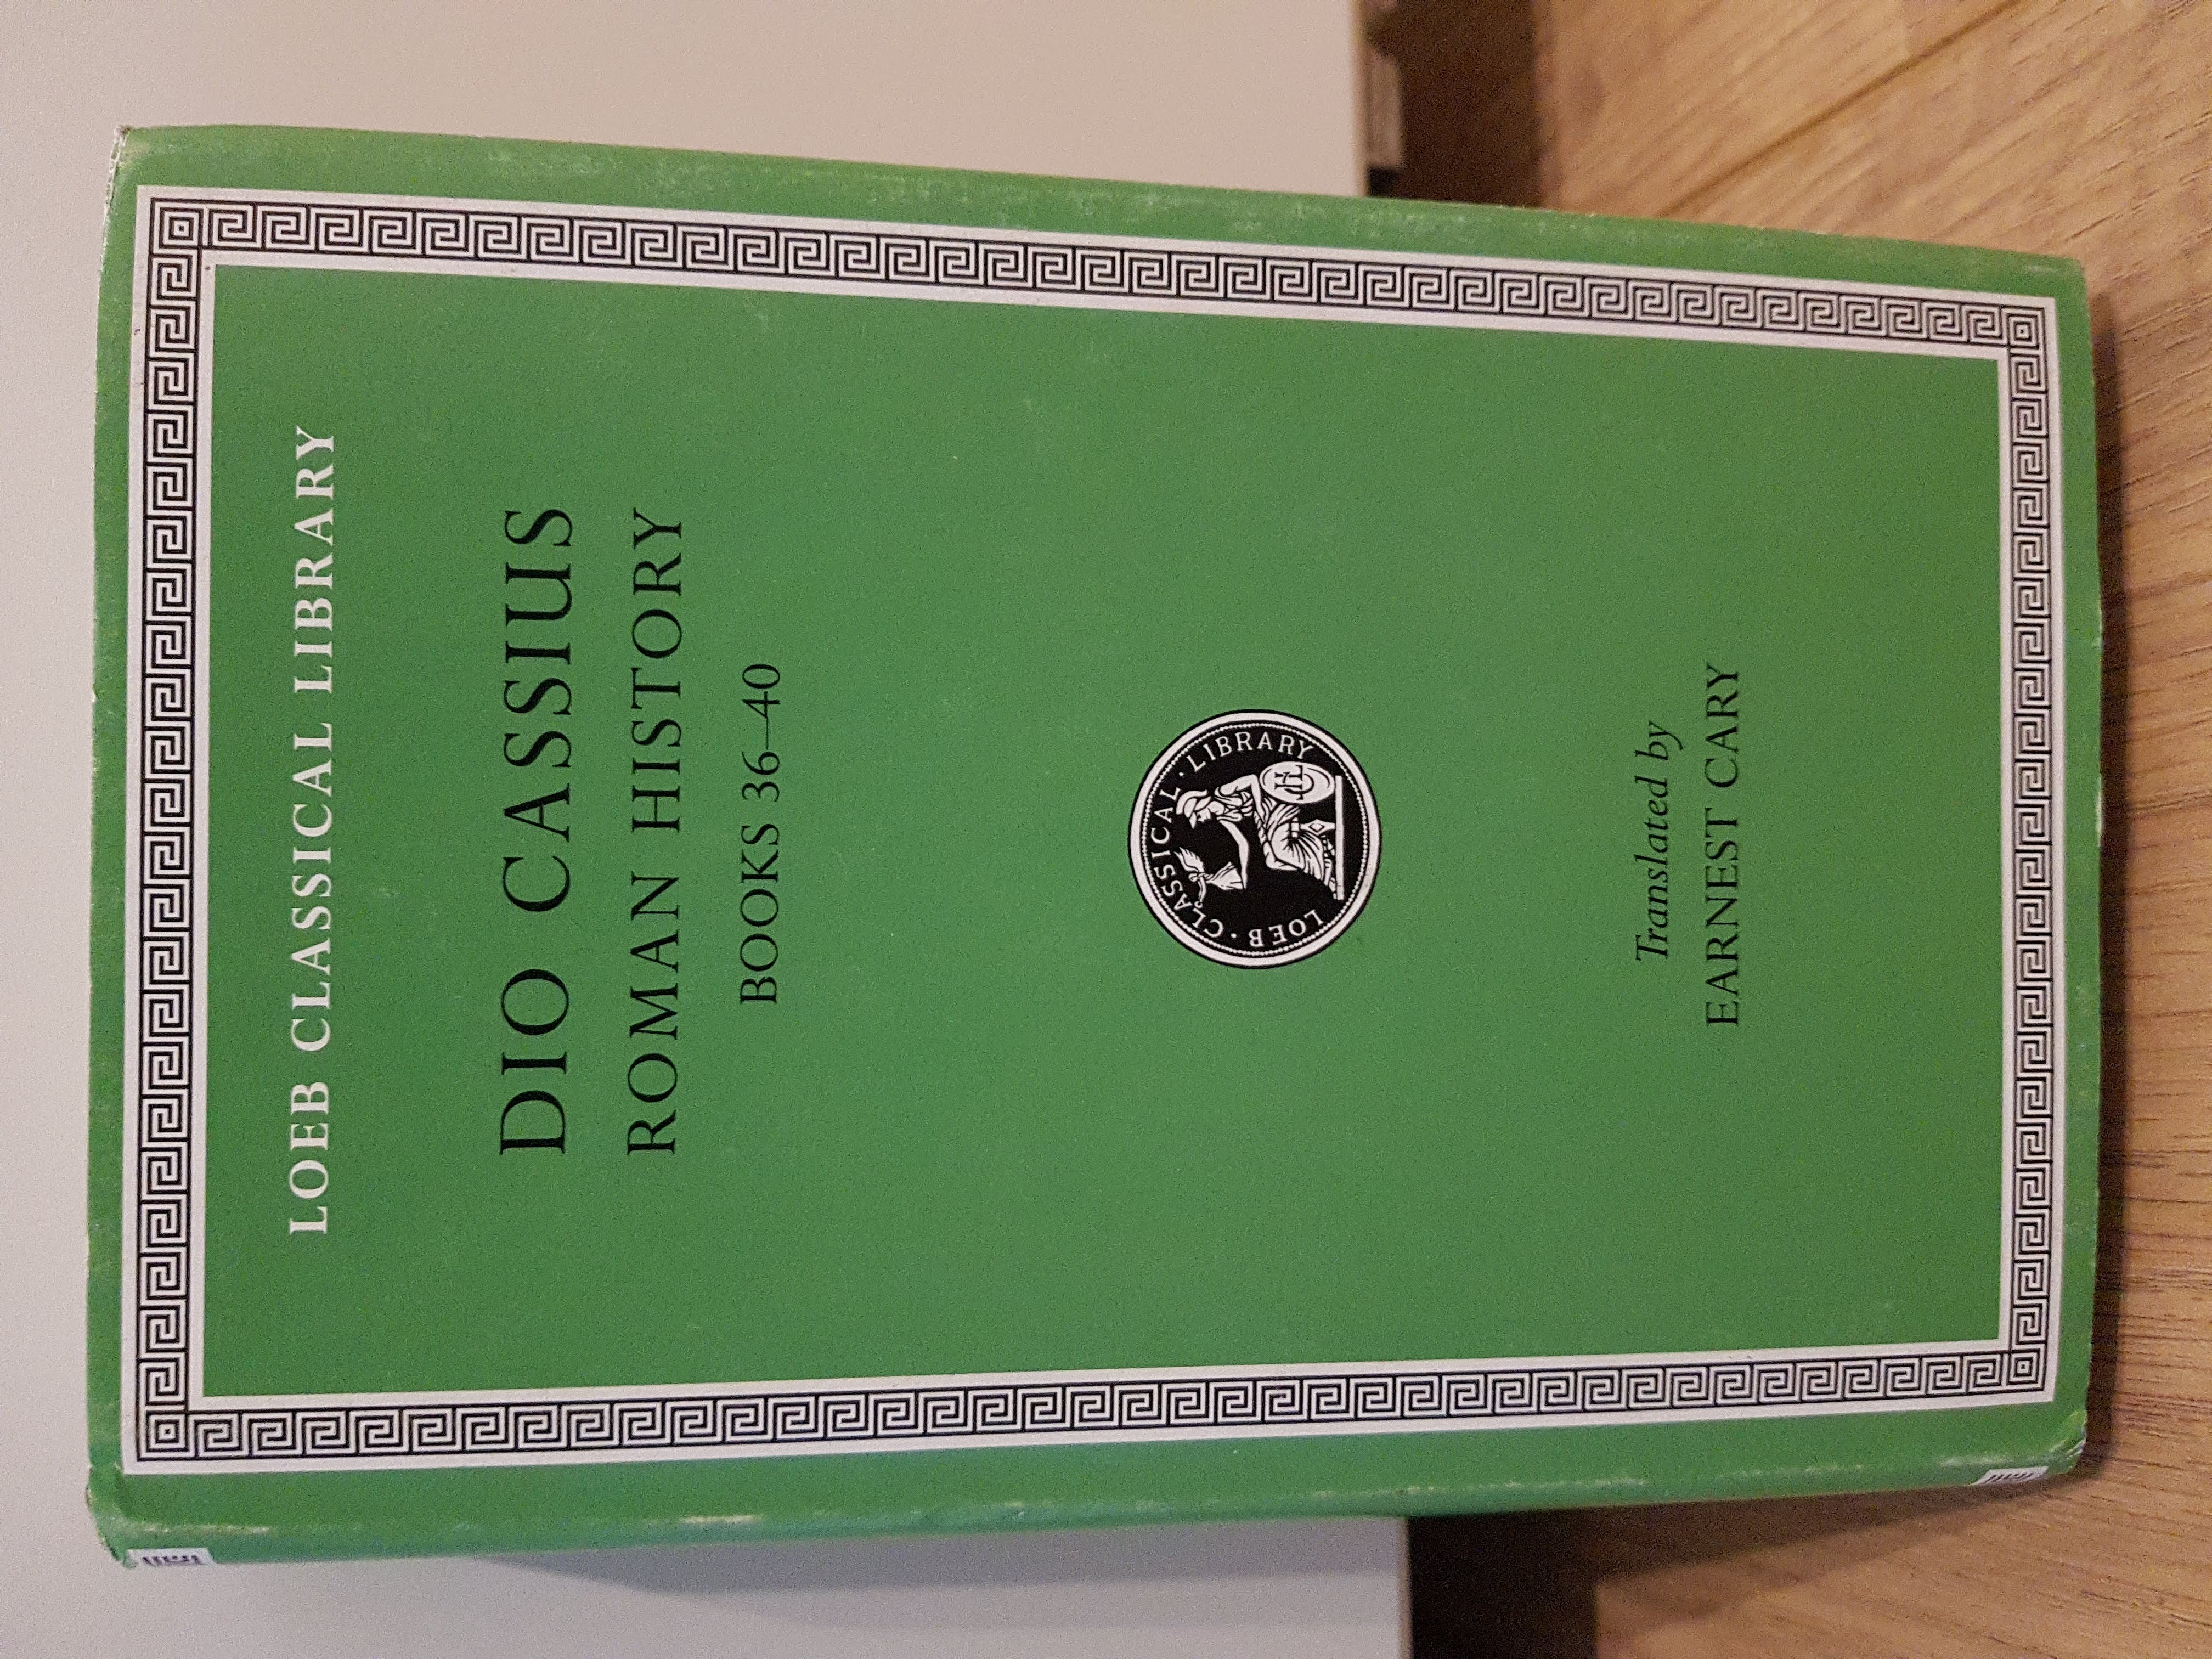 LOEB CLASSICAL LIBRARY
DIO CASSIUS
ROMAN HISTORY
BOOKS 36–40
LOEB · CLASSICAL · LIBRARY
Translated by
EARNEST CARY